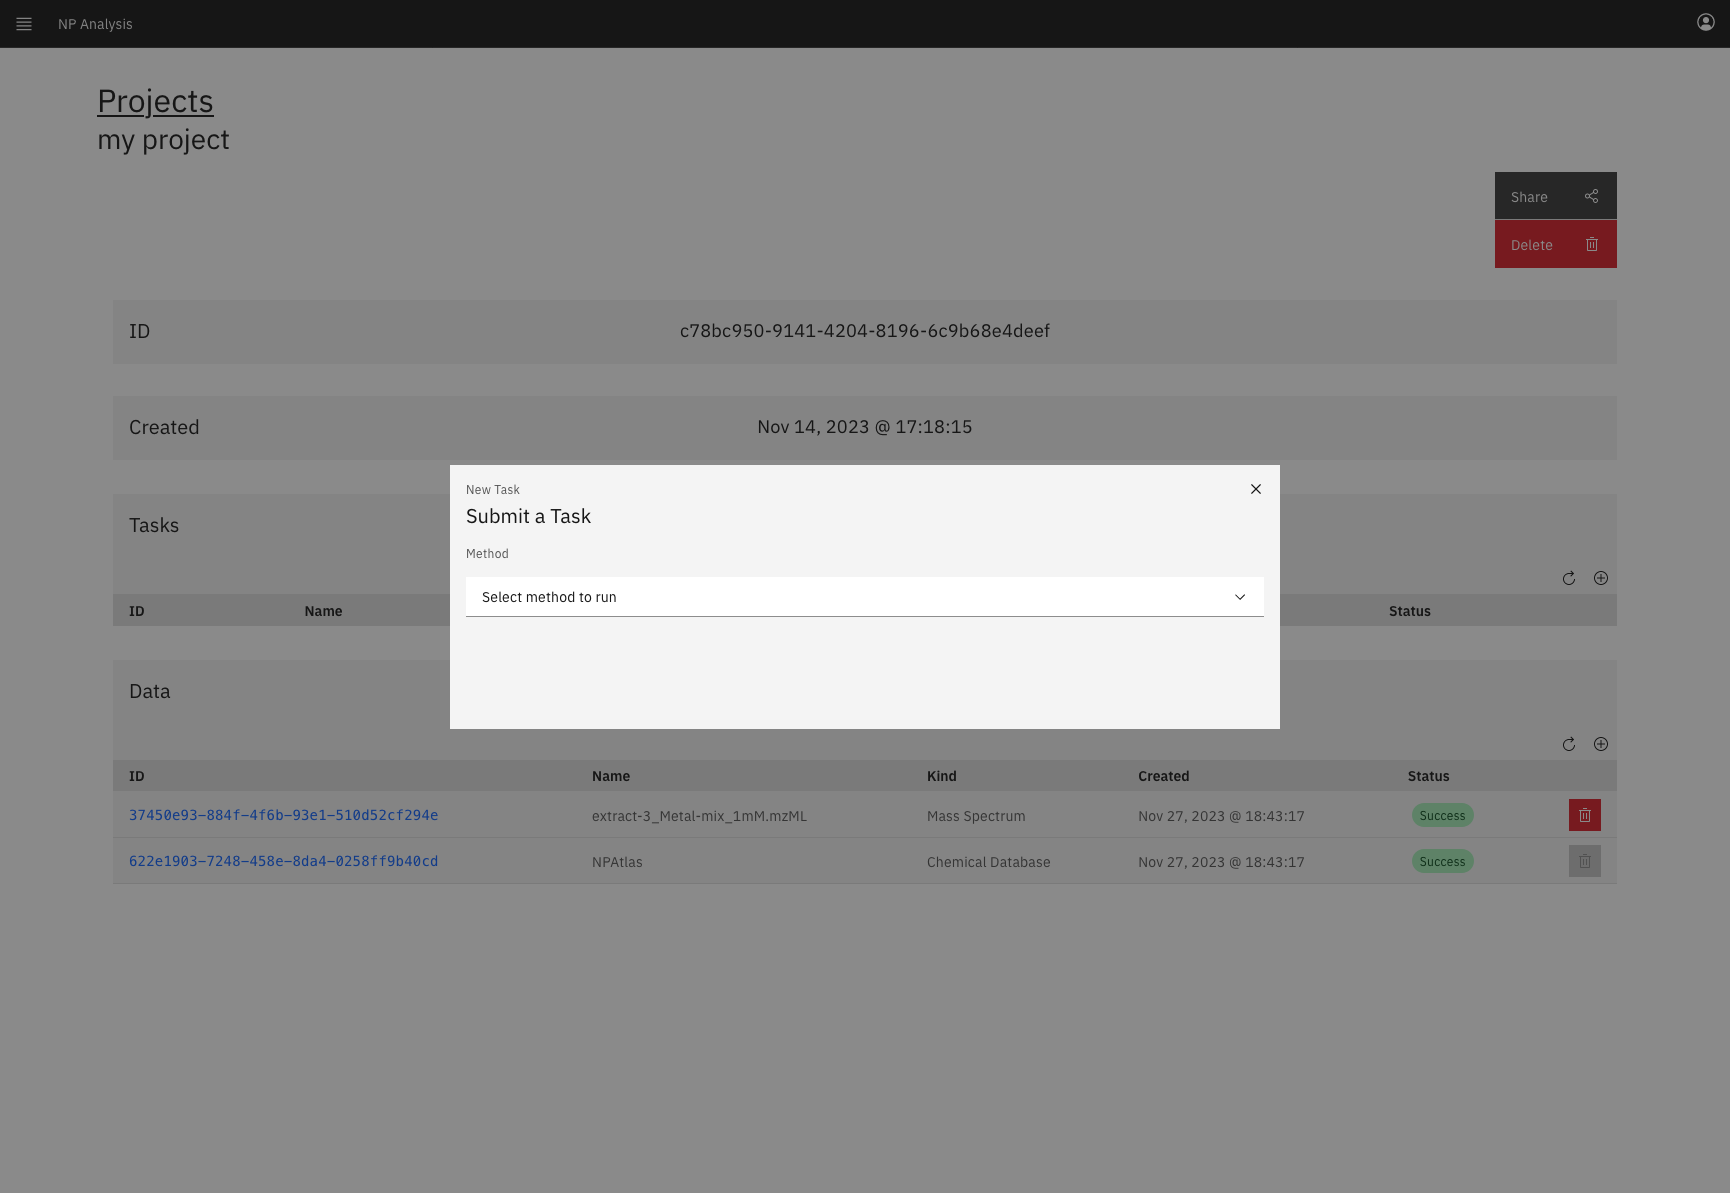 NP Analysis
Projects
my project
Share
Delete
ID c78bc950-9141-4204-8196-6c9b68e4deef
Created Nov 14, 2023 @ 17:18:15
New Task
Submit a Task
Method
Select method to run
Tasks
ID Name Status
Data
ID Name Kind Created Status
37450e93-884f-4f6b-93e1-510d52cf294e extract-3_Metal-mix_1mM.mzML Mass Spectrum Nov 27, 2023 @ 18:43:17 Success
622e1903-7248-458e-8da4-0258ff9b40cd NPAtlas Chemical Database Nov 27, 2023 @ 18:43:17 Success